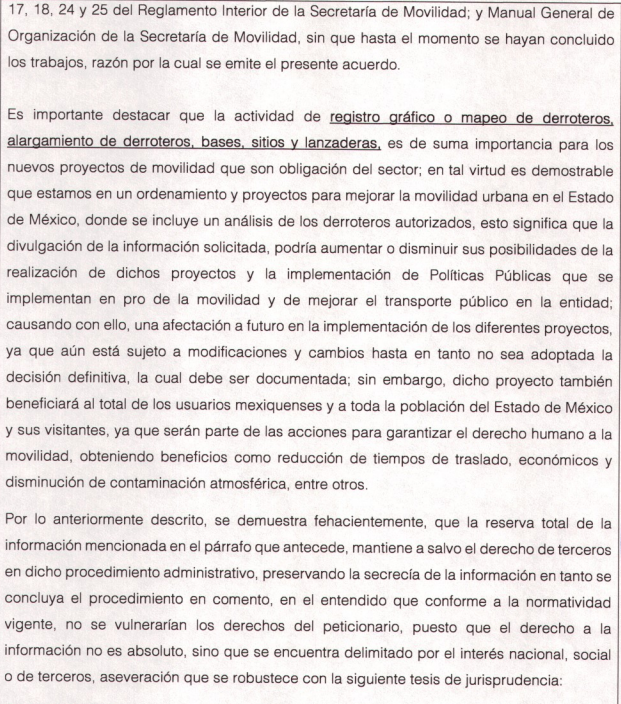 17, 18, 24 y 25 del Reglamento Interior de la Secretaría de Movilidad; y Manual General de
Organización de la Secretaría de Movilidad, sin que hasta el momento se hayan concluido
los trabajos, razón por la cual se emite el presente acuerdo.
Es importante destacar que la actividad de registro gráfico o mapeo de derroteros,
alargamiento de derroteros, bases, sitios y lanzaderas, es de suma importancia para los
nuevos proyectos de movilidad que son obligación del sector; en tal virtud es demostrable
que estamos en un ordenamiento y proyectos para mejorar la movilidad urbana en el Estado
de México, donde se incluye un análisis de los derroteros autorizados, esto significa que la
divulgación de la información solicitada, podría aumentar o disminuir sus posibilidades de la
realización de dichos proyectos y la implementación de Políticas Públicas que se
implementan en pro de la movilidad y de mejorar el transporte público en la entidad;
causando con ello, una afectación a futuro en la implementación de los diferentes proyectos,
ya que aún está sujeto a modificaciones y cambios hasta en tanto no sea adoptada la
decisión definitiva, la cual debe ser documentada; sin embargo, dicho proyecto también
beneficiará al total de los usuarios mexiquenses y a toda la población del Estado de México
y sus visitantes, ya que serán parte de las acciones para garantizar el derecho humano a la
movilidad, obteniendo beneficios como reducción de tiempos de traslado, económicos y
disminución de contaminación atmosférica, entre otros.
Por lo anteriormente descrito, se demuestra fehacientemente, que la reserva total de la
información mencionada en el párrafo que antecede, mantiene a salvo el derecho de terceros
en dicho procedimiento administrativo, preservando la secrecía de la información en tanto se
concluya el procedimiento en comento, en el entendido que conforme a la normatividad
vigente, no se vulnerarían los derechos del peticionario, puesto que el derecho a la
información no es absoluto, sino que se encuentra delimitado por el interés nacional, social
o de terceros, aseveración que se robustece con la siguiente tesis de jurisprudencia: